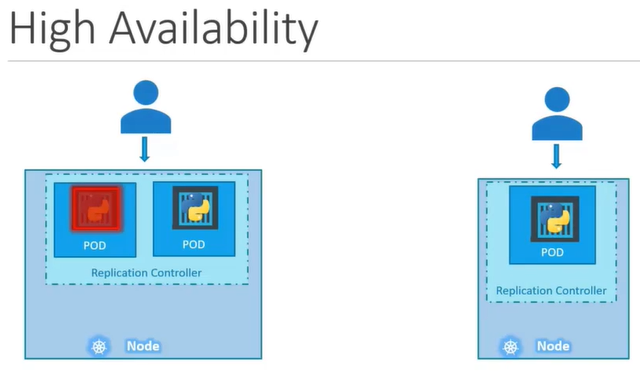 High Availability
POD
POD
Replication Controller
Node
POD
Replication Controller
Node